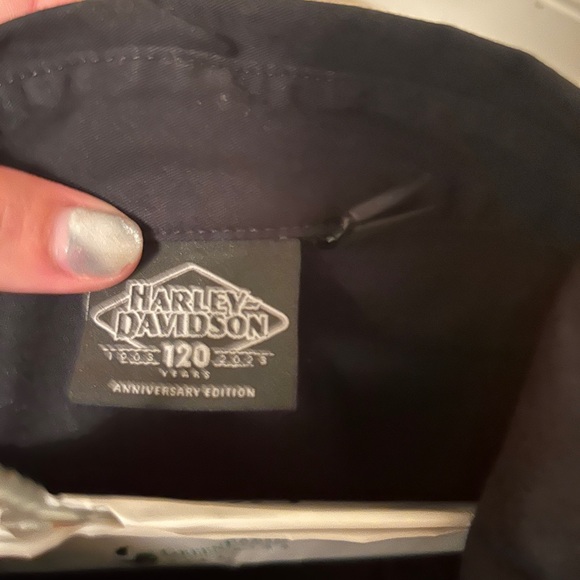 HARLEY-
DAVIDSON
1903 120 2023
YEARS
ANNIVERSARY EDITION